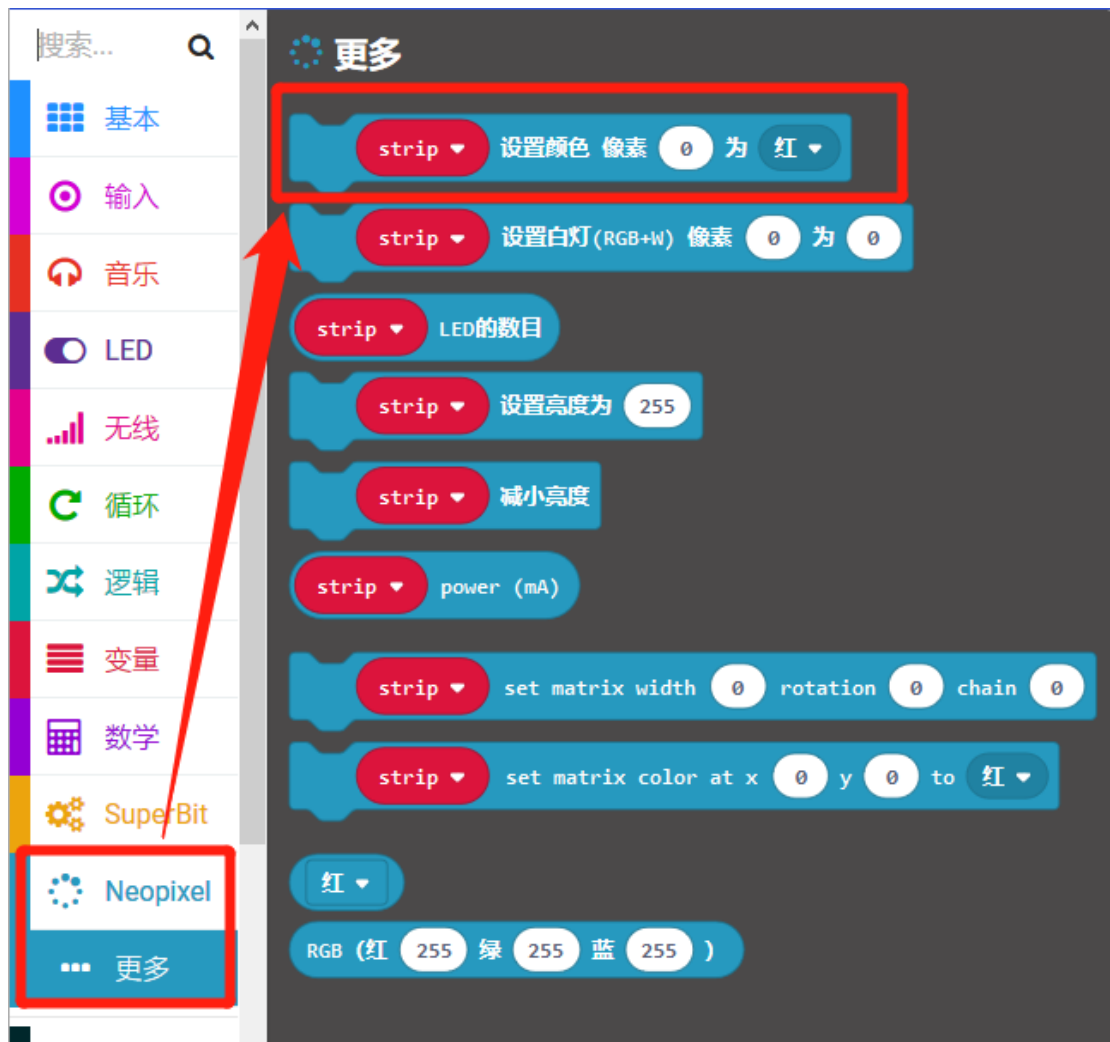 搜索...
基本
输入
音乐
LED
无线
循环
逻辑
变量
数学
SuperBit
Neopixel
更多
更多
strip 设置颜色 像素 0 为 红
strip 设置白灯(RGB+W) 像素 0 为 0
strip LED的数目
strip 设置亮度为 255
strip 减小亮度
strip power (mA)
strip set matrix width 0 rotation 0 chain 0
strip set matrix color at x 0 y 0 to 红
红
RGB (红 255 绿 255 蓝 255 )